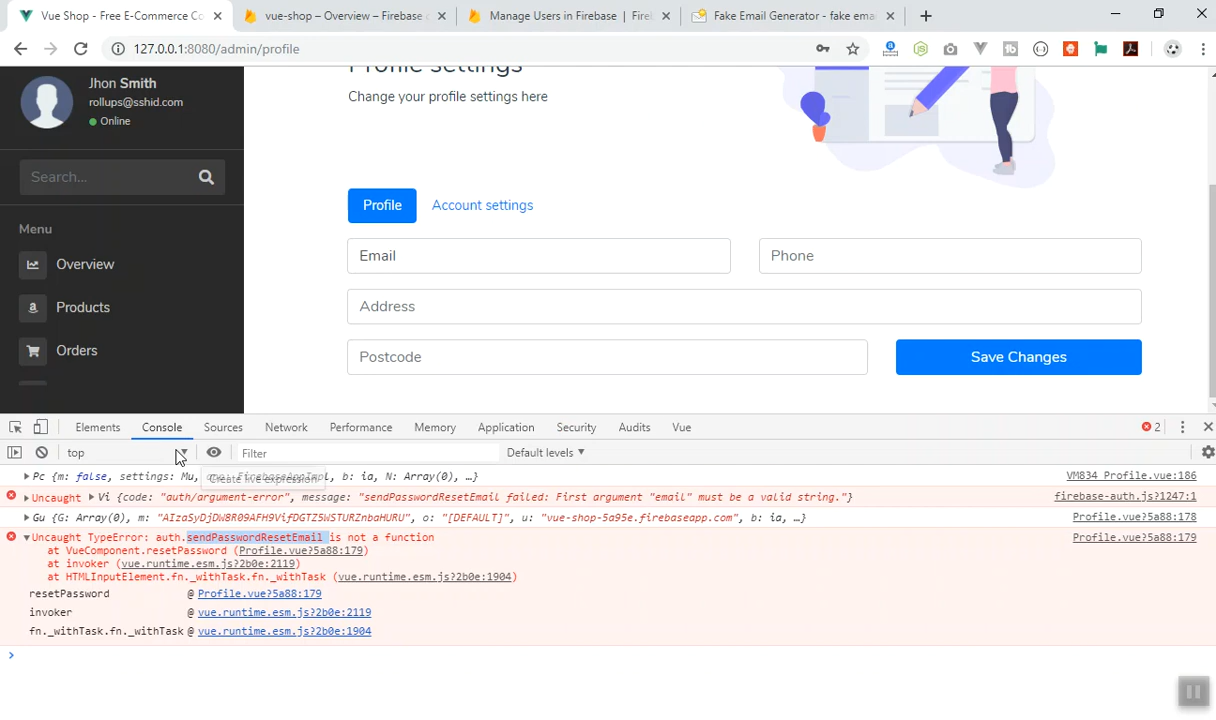 Vue Shop - Free E-Commerce Co
vue-shop – Overview – Firebase c
Manage Users in Firebase | Fireb
Fake Email Generator - fake ema
127.0.0.1:8080/admin/profile
Jhon Smith
rollups@sshid.com
Online
Search...
Menu
Overview
Products
Orders
Profile settings
Change your profile settings here
Profile
Account settings
Email
Phone
Address
Postcode
Save Changes
Elements
Console
Sources
Network
Performance
Memory
Application
Security
Audits
Vue
2
top
Filter
Default levels ▼
Create live expression
Pc {m: false, settings: Mu, N: Array(0), …}
VM834 Profile.vue:186
Uncaught ▶Vi {code: "auth/argument-error", message: "sendPasswordResetEmail failed: First argument "email" must be a valid string."}
firebase-auth.js?1247:1
Gu {G: Array(0), m: "AIzaSyDjDW8R09AFH9VifDGTZ5WSTURZnbaHURU", o: "[DEFAULT]", u: "vue-shop-5a95e.firebaseapp.com", b: ia, …}
Profile.vue?5a88:178
Uncaught TypeError: auth.sendPasswordResetEmail is not a function
Profile.vue?5a88:179
at VueComponent.resetPassword (Profile.vue?5a88:179)
at invoker (vue.runtime.esm.js?2b0e:2119)
at HTMLInputElement.fn._withTask.fn._withTask (vue.runtime.esm.js?2b0e:1904)
resetPassword @ Profile.vue?5a88:179
invoker @ vue.runtime.esm.js?2b0e:2119
fn._withTask.fn._withTask @ vue.runtime.esm.js?2b0e:1904